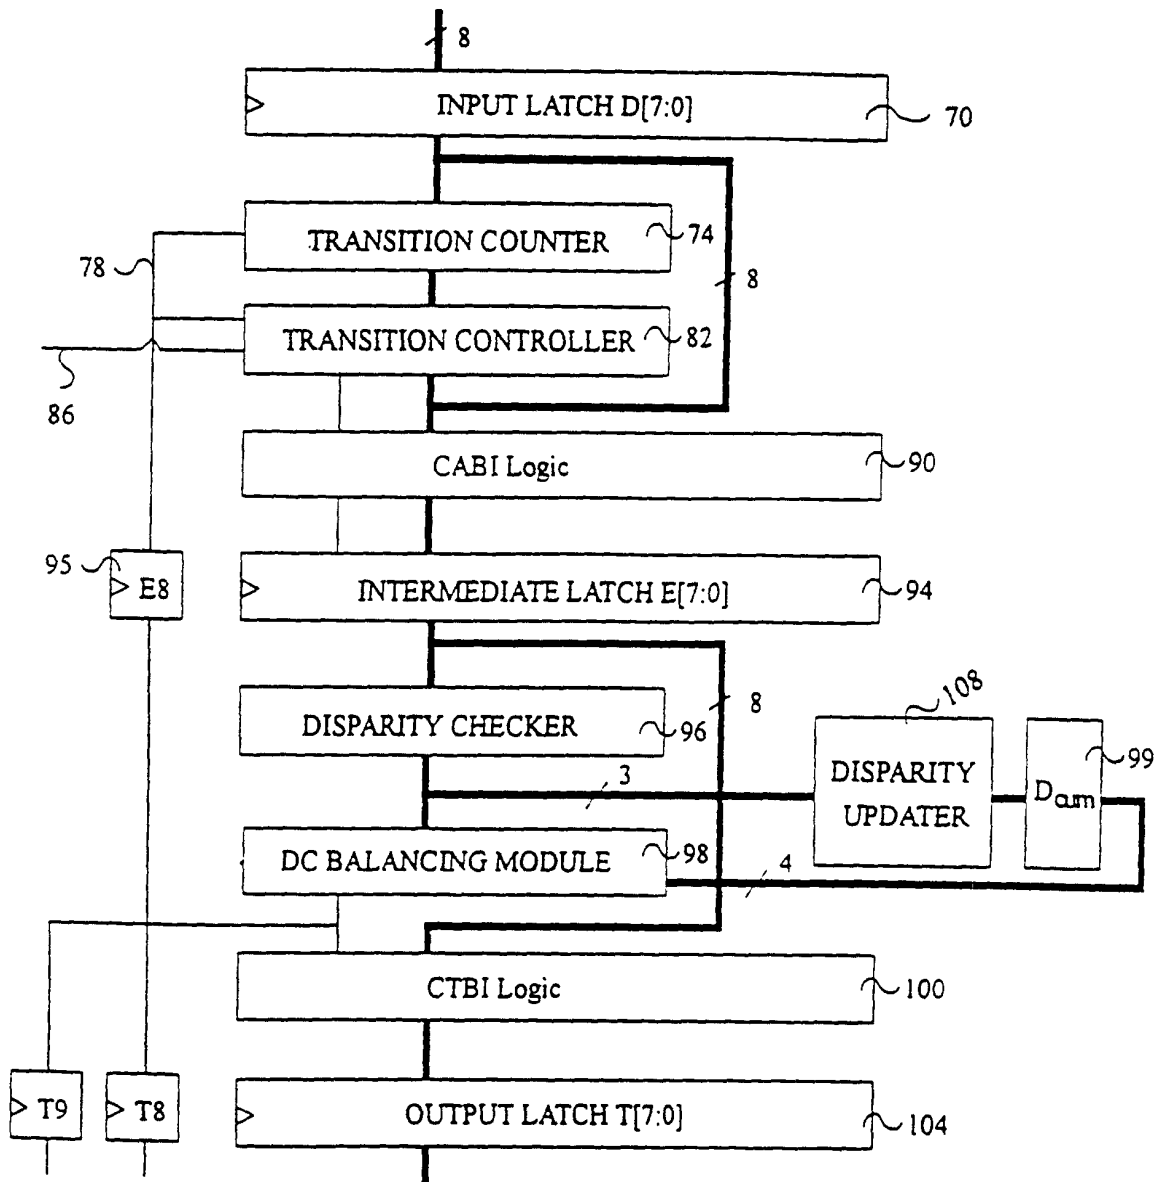 8
INPUT LATCH D[7:0]
70
TRANSITION COUNTER
74
78
8
TRANSITION CONTROLLER
82
86
CABI Logic
90
95
E8
INTERMEDIATE LATCH E[7:0]
94
DISPARITY CHECKER
96
8
108
99
DISPARITY
UPDATER
Dcum
3
DC BALANCING MODULE
98
4
CTBI Logic
100
T9
T8
OUTPUT LATCH T[7:0]
104